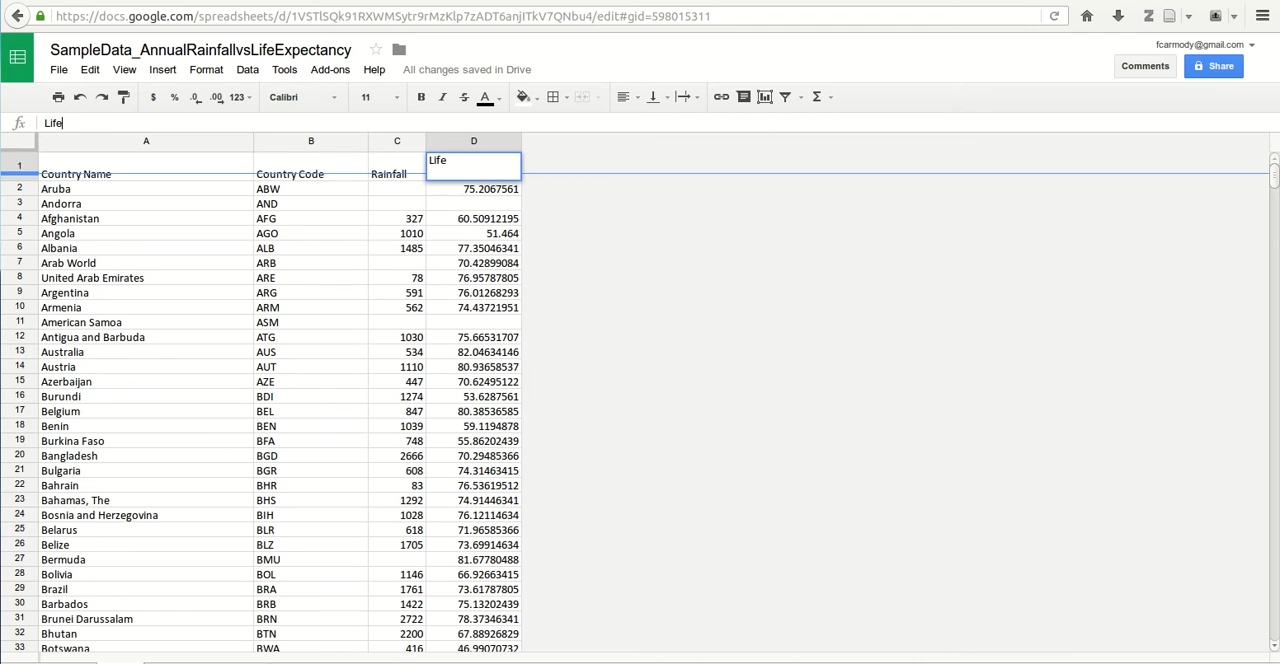 https://docs.google.com/spreadsheets/d/1VSTlSQk91RXWMSytr9rMzKlp7zADT6anjITkV7QNbu4/edit#gid=598015311
SampleData_AnnualRainfallvsLifeExpectancy
fcarmody@gmail.com
File Edit View Insert Format Data Tools Add-ons Help All changes saved in Drive
Comments Share
$ % .0 .00 123 Calibri 11 B I S A Σ
fx Life
A B C D
1 Country Name Country Code Rainfall Life
2 Aruba ABW 75.2067561
3 Andorra AND
4 Afghanistan AFG 327 60.50912195
5 Angola AGO 1010 51.464
6 Albania ALB 1485 77.35046341
7 Arab World ARB 70.42899084
8 United Arab Emirates ARE 78 76.95787805
9 Argentina ARG 591 76.01268293
10 Armenia ARM 562 74.43721951
11 American Samoa ASM
12 Antigua and Barbuda ATG 1030 75.66531707
13 Australia AUS 534 82.04634146
14 Austria AUT 1110 80.93658537
15 Azerbaijan AZE 447 70.62495122
16 Burundi BDI 1274 53.6287561
17 Belgium BEL 847 80.38536585
18 Benin BEN 1039 59.1194878
19 Burkina Faso BFA 748 55.86202439
20 Bangladesh BGD 2666 70.29485366
21 Bulgaria BGR 608 74.31463415
22 Bahrain BHR 83 76.53619512
23 Bahamas, The BHS 1292 74.91446341
24 Bosnia and Herzegovina BIH 1028 76.12114634
25 Belarus BLR 618 71.96585366
26 Belize BLZ 1705 73.69914634
27 Bermuda BMU 81.67780488
28 Bolivia BOL 1146 66.92663415
29 Brazil BRA 1761 73.61787805
30 Barbados BRB 1422 75.13202439
31 Brunei Darussalam BRN 2722 78.37346341
32 Bhutan BTN 2200 67.88926829
33 Botswana BWA 416 46.99070732